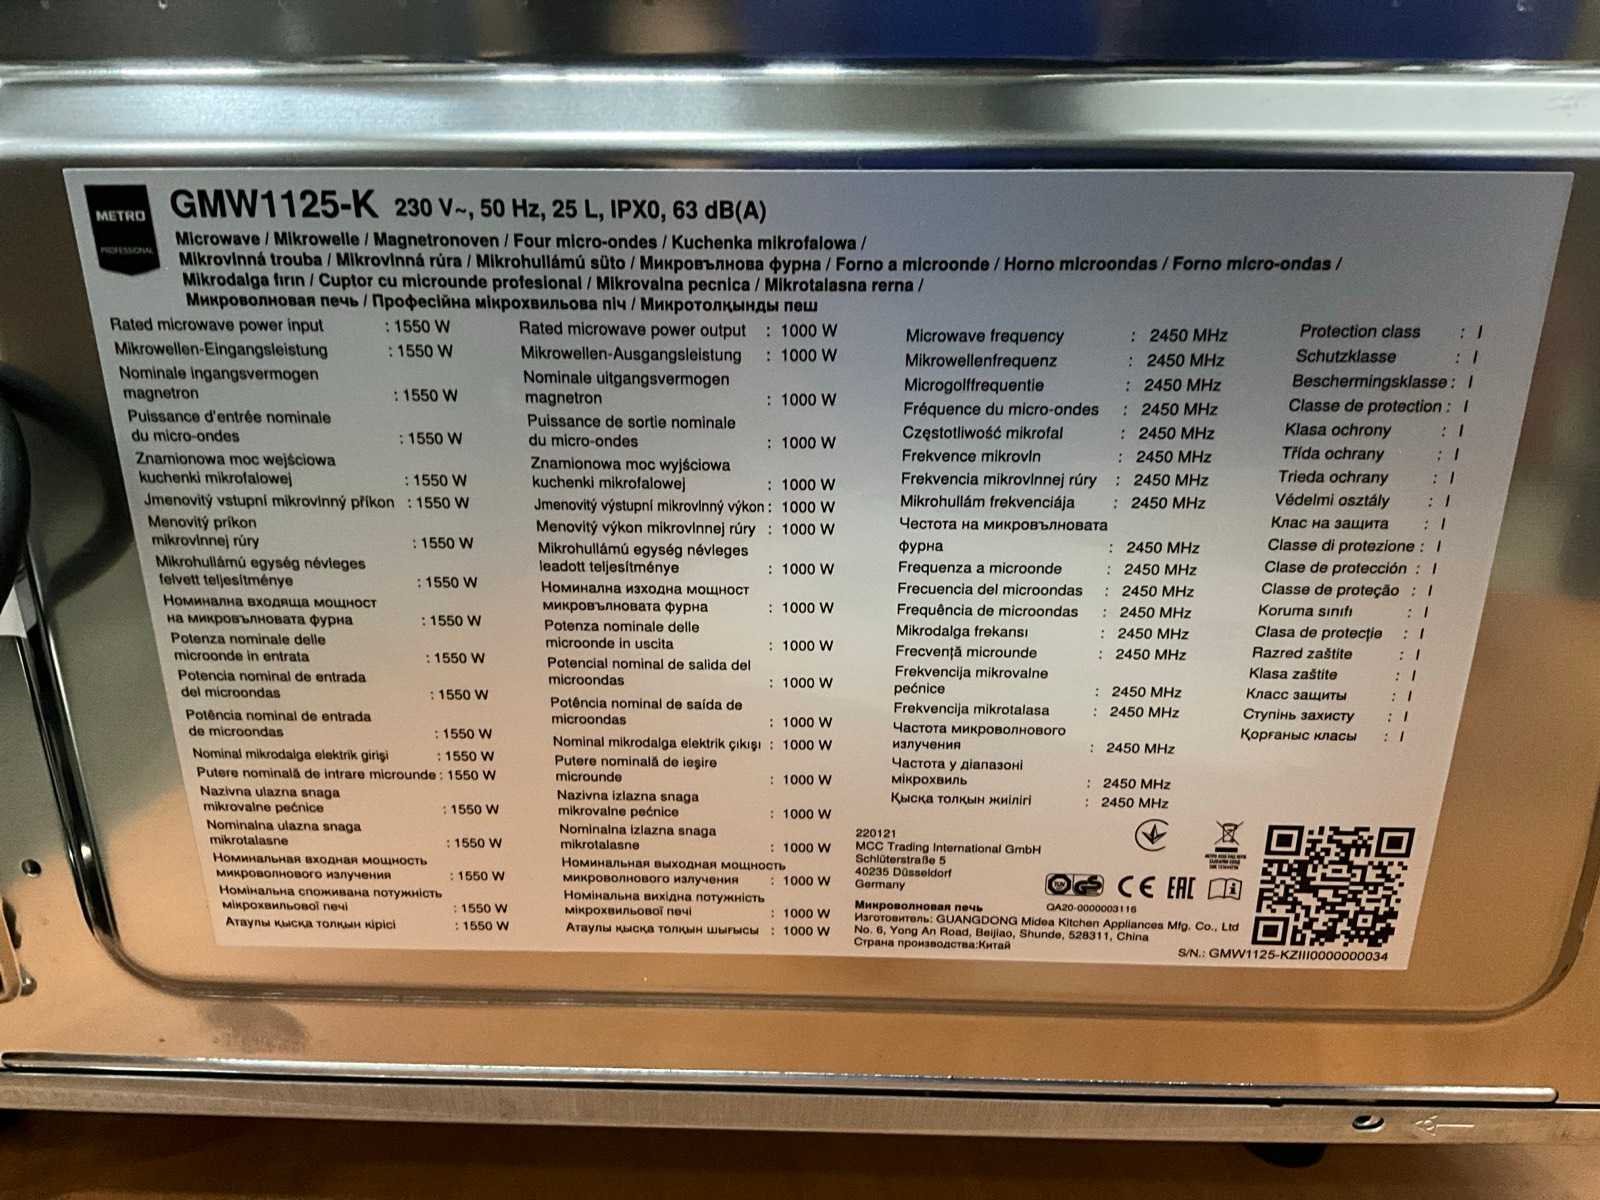 METRO
PROFESSIONAL
GMW1125-K 230 V~, 50 Hz, 25 L, IPX0, 63 dB(A)
Microwave / Mikrowelle / Magnetronoven / Four micro-ondes / Kuchenka mikrofalowa /
Mikrovlnná trouba / Mikrovlnná rúra / Mikrohullámú süto / Микровълнова фурна / Forno a microonde / Horno microondas / Forno micro-ondas /
Mikrodalga fırın / Cuptor cu microunde profesional / Mikrovalna pecnica / Mikrotalasna rerna /
Микроволновая печь / Професійна мікрохвильова піч / Микротолқынды пеш
Rated microwave power input : 1550 W
Mikrowellen-Eingangsleistung : 1550 W
Nominale ingangsvermogen
magnetron : 1550 W
Puissance d'entrée nominale
du micro-ondes : 1550 W
Znamionowa moc wejściowa
kuchenki mikrofalowej : 1550 W
Jmenovitý vstupní mikrovlnný příkon : 1550 W
Menovitý príkon
mikrovlnnej rúry : 1550 W
Mikrohullámú egység névleges
felvett teljesítménye : 1550 W
Номинална входяща мощност
на микровълновата фурна : 1550 W
Potenza nominale delle
microonde in entrata : 1550 W
Potencia nominal de entrada
del microondas : 1550 W
Potência nominal de entrada
de microondas : 1550 W
Nominal mikrodalga elektrik girişi : 1550 W
Putere nominală de intrare microunde : 1550 W
Nazivna ulazna snaga
mikrovalne pećnice : 1550 W
Nominalna ulazna snaga
mikrotalasne : 1550 W
Номинальная входная мощность
микроволнового излучения : 1550 W
Номінальна споживана потужність
мікрохвильової печі : 1550 W
Атаулы қысқа толқын кірісі : 1550 W
Rated microwave power output : 1000 W
Mikrowellen-Ausgangsleistung : 1000 W
Nominale uitgangsvermogen
magnetron : 1000 W
Puissance de sortie nominale
du micro-ondes : 1000 W
Znamionowa moc wyjściowa
kuchenki mikrofalowej : 1000 W
Jmenovitý výstupní mikrovlnný výkon : 1000 W
Menovitý výkon mikrovlnnej rúry : 1000 W
Mikrohullámú egység névleges
leadott teljesítménye : 1000 W
Номинална изходна мощност
микровълновата фурна : 1000 W
Potenza nominale delle
microonde in uscita : 1000 W
Potencial nominal de salida del
microondas : 1000 W
Potência nominal de saída de
microondas : 1000 W
Nominal mikrodalga elektrik çıkışı : 1000 W
Putere nominală de ieşire
microunde : 1000 W
Nazivna izlazna snaga
mikrovalne pećnice : 1000 W
Nominalna izlazna snaga
mikrotalasne : 1000 W
Номинальная выходная мощность
микроволнового излучения : 1000 W
Номінальна вихідна потужність
мікрохвильової печі : 1000 W
Атаулы қысқа толқын шығысы : 1000 W
Microwave frequency : 2450 MHz
Mikrowellenfrequenz : 2450 MHz
Microgolffrequentie : 2450 MHz
Fréquence du micro-ondes : 2450 MHz
Częstotliwość mikrofal : 2450 MHz
Frekvence mikrovln : 2450 MHz
Frekvencia mikrovlnnej rúry : 2450 MHz
Mikrohullám frekvenciája : 2450 MHz
Честота на микровълновата
фурна : 2450 MHz
Frequenza a microonde : 2450 MHz
Frecuencia del microondas : 2450 MHz
Frequência de microondas : 2450 MHz
Mikrodalga frekansı : 2450 MHz
Frecvență microunde : 2450 MHz
Frekvencija mikrovalne
pećnice : 2450 MHz
Frekvencija mikrotalasa : 2450 MHz
Частота микроволнового
излучения : 2450 MHz
Частота у діапазоні
мікрохвиль : 2450 MHz
Қысқа толқын жиілігі : 2450 MHz
Protection class : I
Schutzklasse : I
Beschermingsklasse : I
Classe de protection : I
Klasa ochrony : I
Třída ochrany : I
Trieda ochrany : I
Védelmi osztály : I
Клас на защита : I
Classe di protezione : I
Clase de protección : I
Classe de proteção : I
Koruma sınıfı : I
Clasa de protecție : I
Razred zaštite : I
Klasa zaštite : I
Класс защиты : I
Ступінь захисту : I
Қорғаныс класы : I
220121
MCC Trading International GmbH
Schlüterstraße 5
40235 Düsseldorf
Germany
TÜV GS CE EAC
QA20-0000003116
Микроволновая печь
Изготовитель: GUANGDONG Midea Kitchen Appliances Mfg. Co., Ltd
No. 6, Yong An Road, Beijiao, Shunde, 528311, China
Страна производства:Китай
S/N.: GMW1125-KZIII0000000034